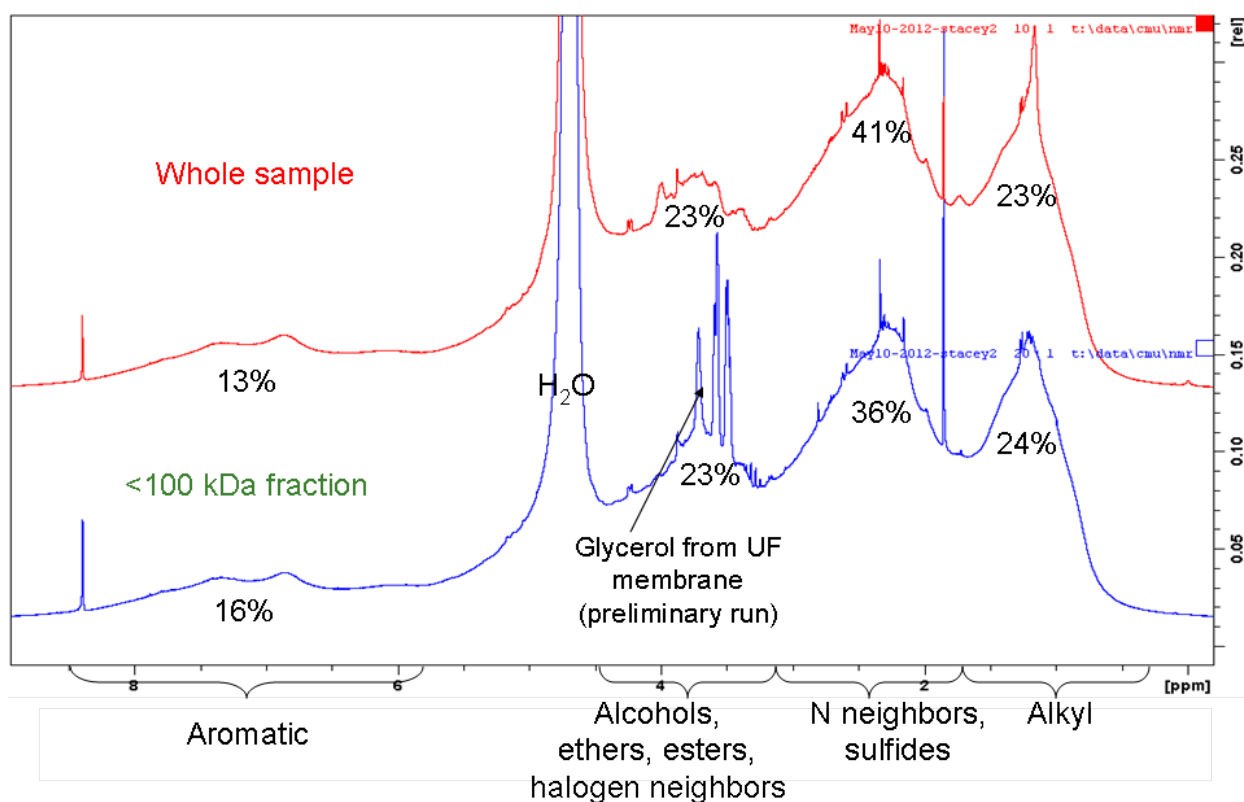 May10-2012-stacey2 10 1 t:\data\cmu\nmr
[rel]
Whole sample
41%
23%
23%
13%
0.25
0.20
May10-2012-stacey2 20 1 t:\data\cmu\nmr
0.15
H₂O
36%
24%
23%
<100 kDa fraction
0.10
Glycerol from UF
membrane
(preliminary run)
0.05
16%
8 6 4 2 [ppm]
Aromatic
Alcohols,
ethers, esters,
halogen neighbors
N neighbors,
sulfides
Alkyl